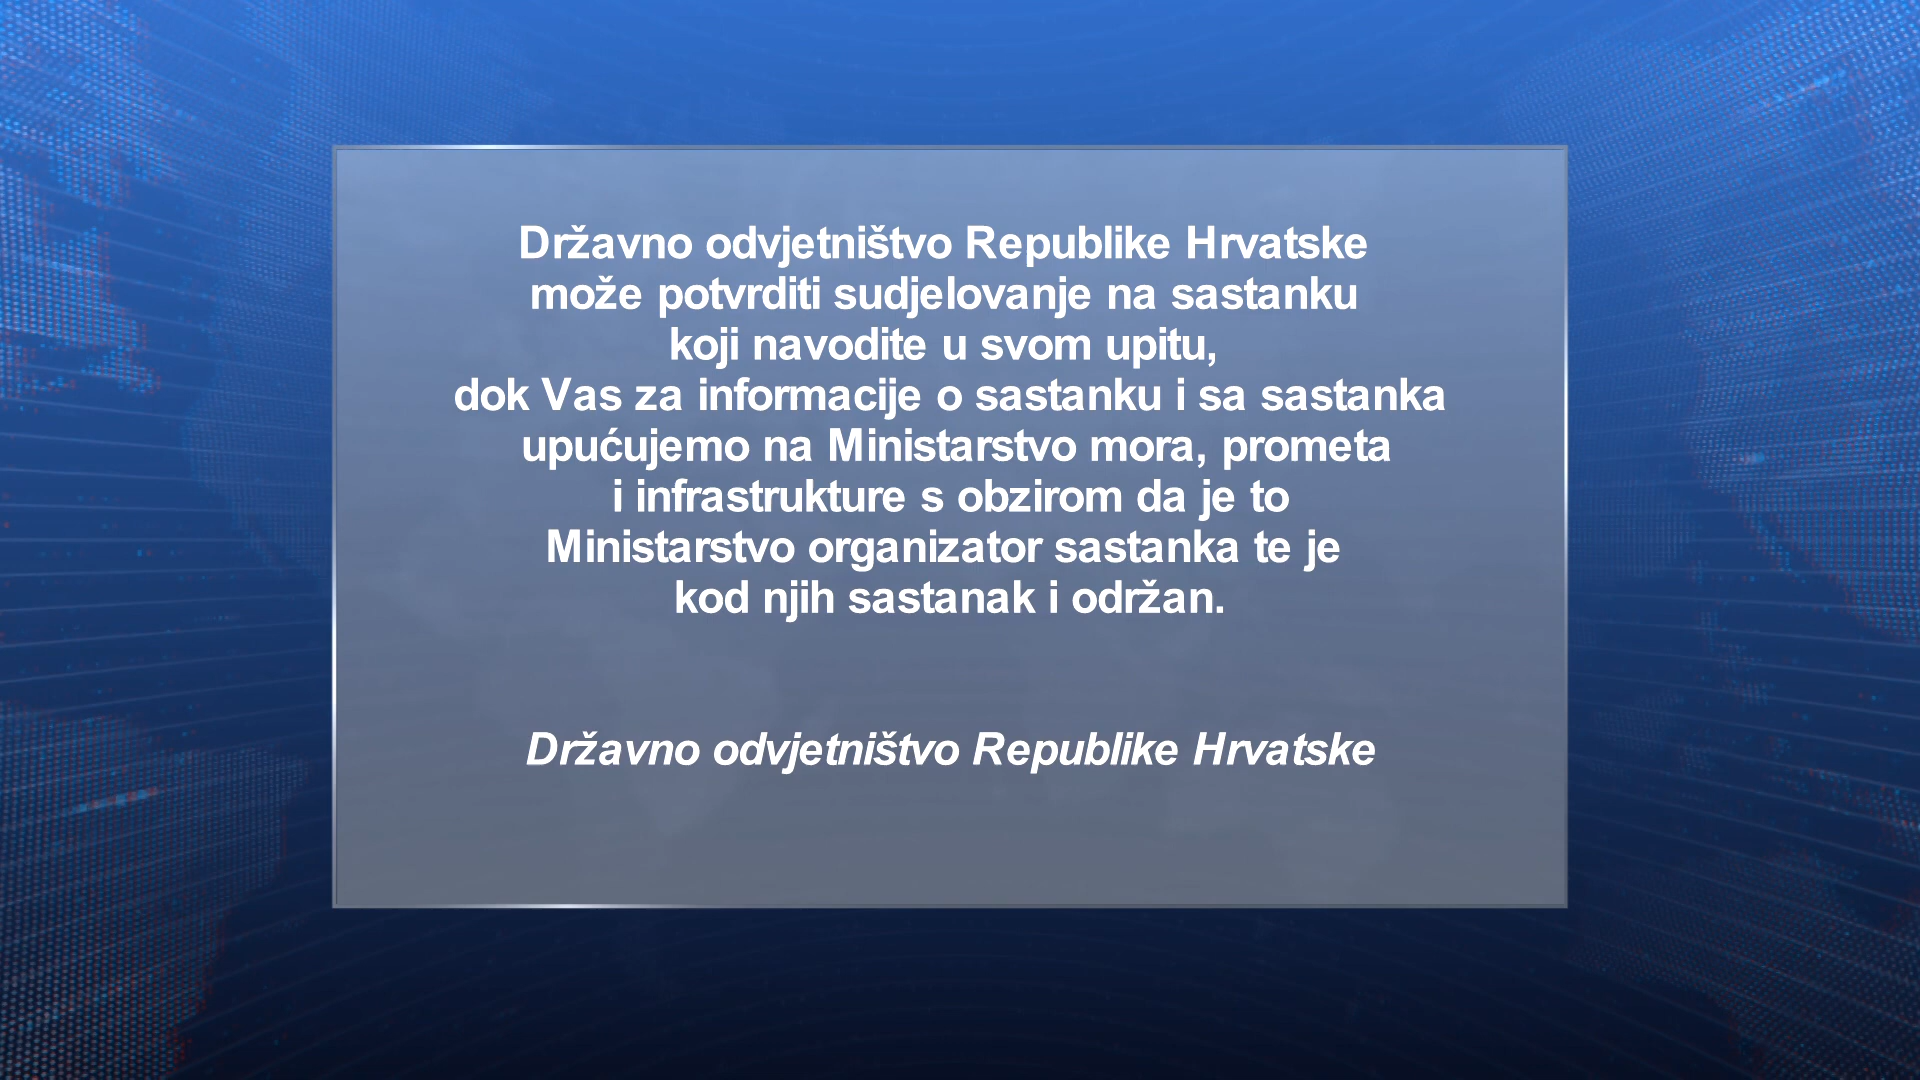 Državno odvjetništvo Republike Hrvatske
može potvrditi sudjelovanje na sastanku
koji navodite u svom upitu,
dok Vas za informacije o sastanku i sa sastanka
upućujemo na Ministarstvo mora, prometa
i infrastrukture s obzirom da je to
Ministarstvo organizator sastanka te je
kod njih sastanak i održan.
Državno odvjetništvo Republike Hrvatske